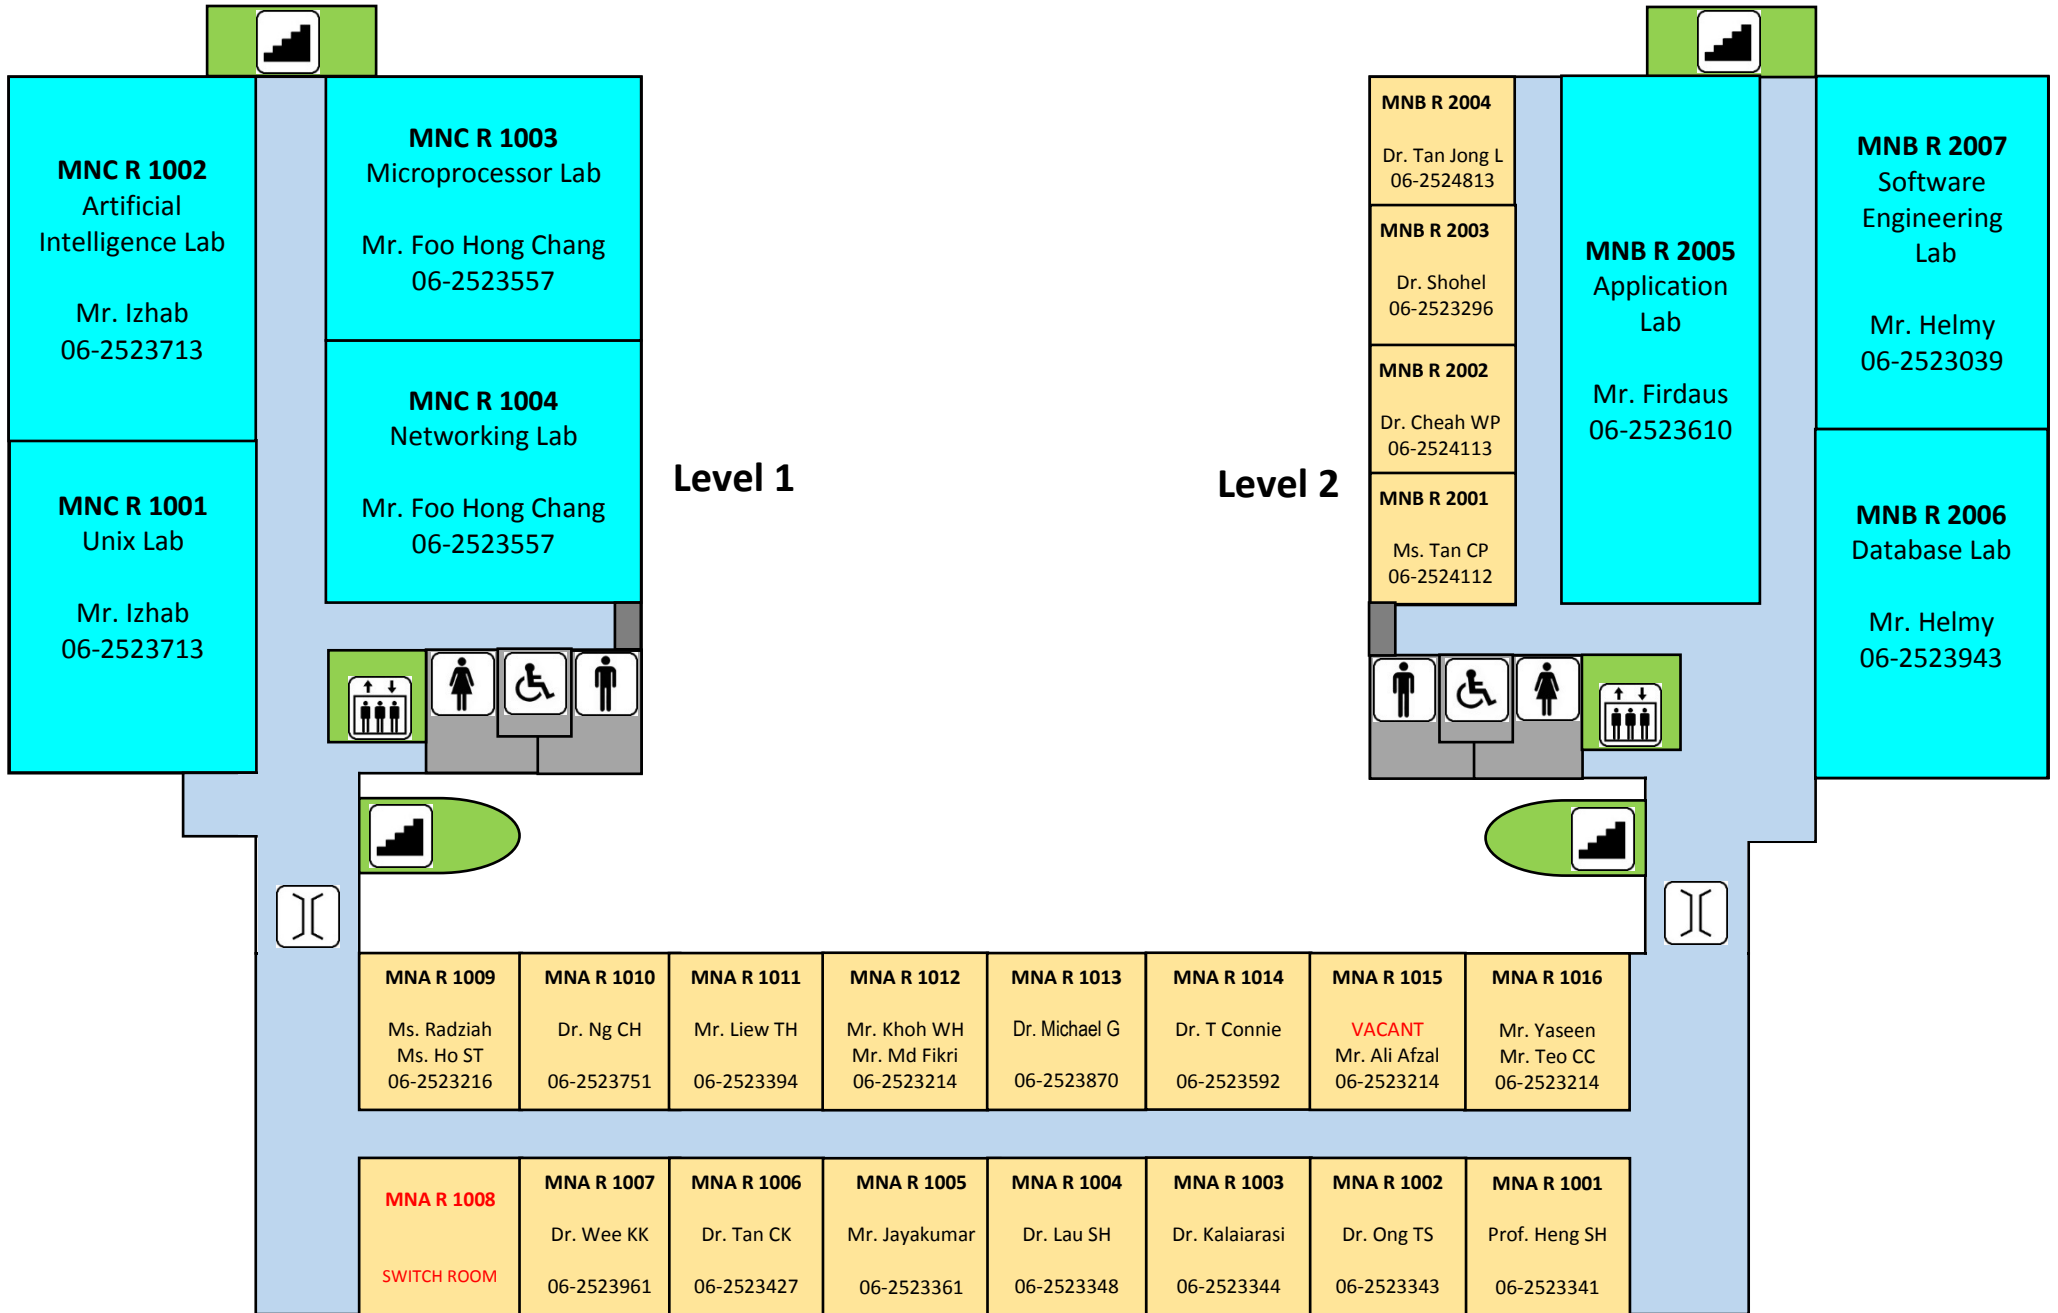 MNC R 1002
Artificial
Intelligence Lab
Mr. Izhab
06-2523713
MNC R 1003
Microprocessor Lab
Mr. Foo Hong Chang
06-2523557
MNC R 1004
Networking Lab
Mr. Foo Hong Chang
06-2523557
MNC R 1001
Unix Lab
Mr. Izhab
06-2523713
Level 1
Level 2
MNB R 2004
Dr. Tan Jong L
06-2524813
MNB R 2003
Dr. Shohel
06-2523296
MNB R 2002
Dr. Cheah WP
06-2524113
MNB R 2001
Ms. Tan CP
06-2524112
MNB R 2005
Application
Lab
Mr. Firdaus
06-2523610
MNB R 2007
Software
Engineering
Lab
Mr. Helmy
06-2523039
MNB R 2006
Database Lab
Mr. Helmy
06-2523943
MNA R 1009
Ms. Radziah
Ms. Ho ST
06-2523216
MNA R 1010
Dr. Ng CH
06-2523751
MNA R 1011
Mr. Liew TH
06-2523394
MNA R 1012
Mr. Khoh WH
Mr. Md Fikri
06-2523214
MNA R 1013
Dr. Michael G
06-2523870
MNA R 1014
Dr. T Connie
06-2523592
MNA R 1015
VACANT
Mr. Ali Afzal
06-2523214
MNA R 1016
Mr. Yaseen
Mr. Teo CC
06-2523214
MNA R 1008
SWITCH ROOM
MNA R 1007
Dr. Wee KK
06-2523961
MNA R 1006
Dr. Tan CK
06-2523427
MNA R 1005
Mr. Jayakumar
06-2523361
MNA R 1004
Dr. Lau SH
06-2523348
MNA R 1003
Dr. Kalaiarasi
06-2523344
MNA R 1002
Dr. Ong TS
06-2523343
MNA R 1001
Prof. Heng SH
06-2523341